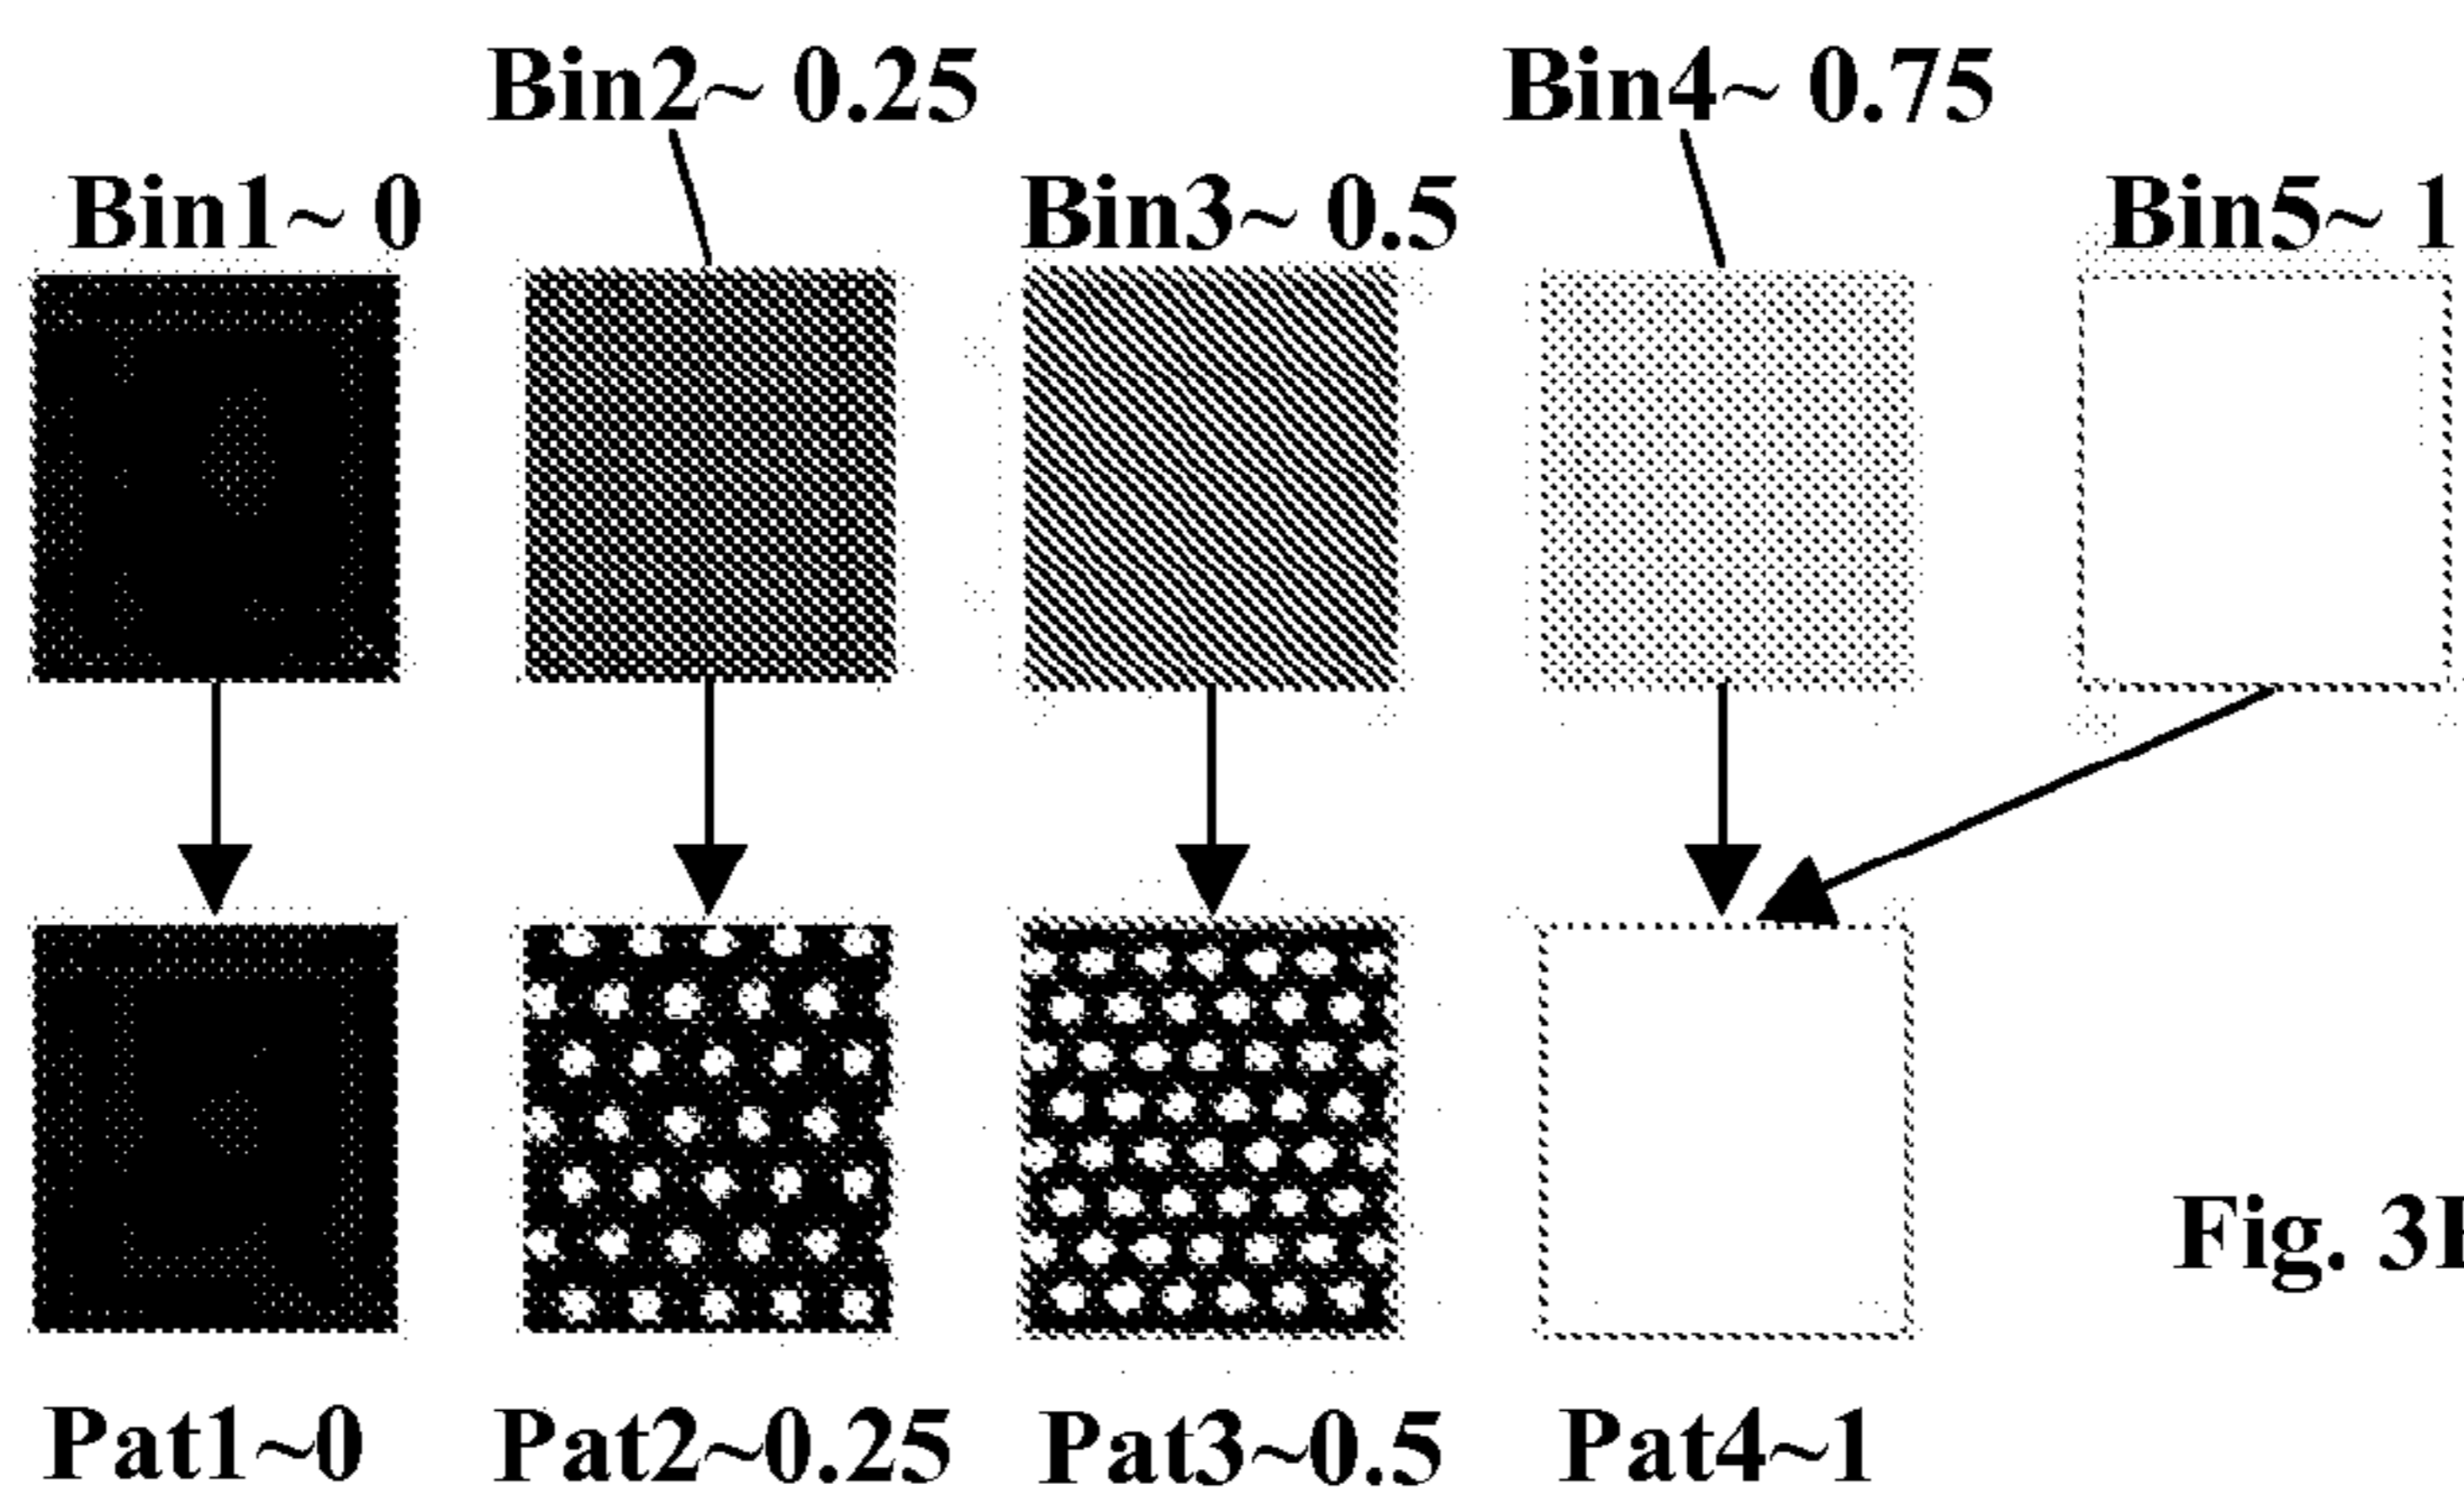 Bin2~ 0.25
Bin4~ 0.75
Bin1~ 0
Bin3~ 0.5
Bin5~ 1
Fig.
Pat1~0
Pat2~0.25
Pat3~0.5
Pat4~1